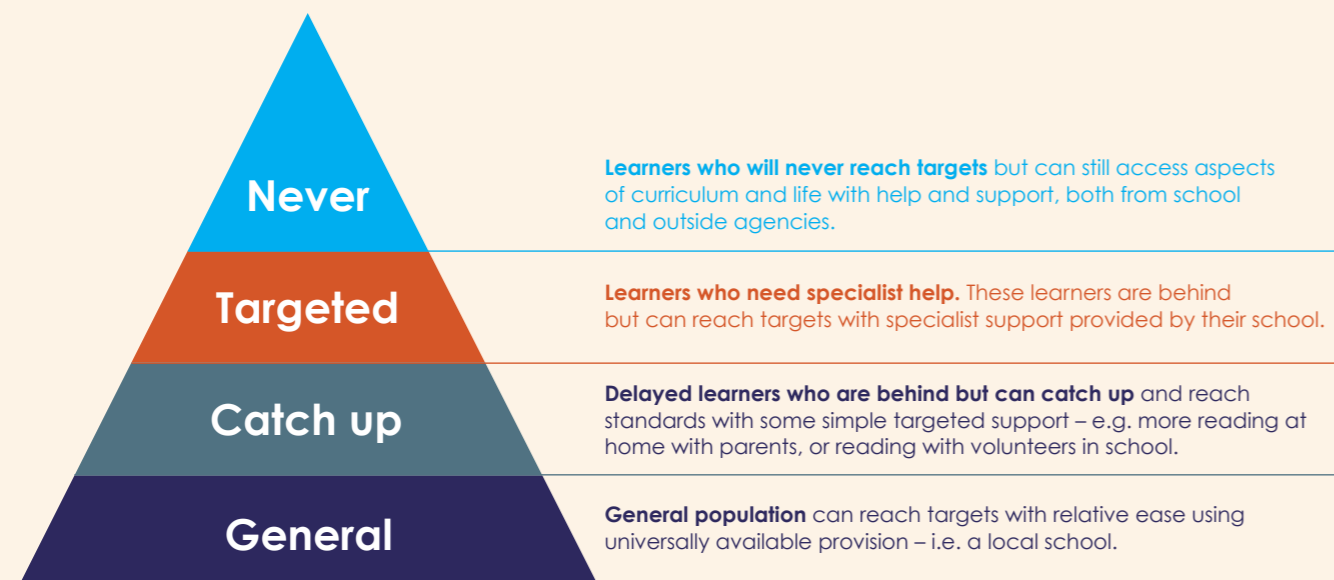 Never
Learners who will never reach targets but can still access aspects
of curriculum and life with help and support, both from school
and outside agencies.
Targeted
Learners who need specialist help. These learners are behind
but can reach targets with specialist support provided by their school.
Catch up
Delayed learners who are behind but can catch up and reach
standards with some simple targeted support – e.g. more reading at
home with parents, or reading with volunteers in school.
General
General population can reach targets with relative ease using
universally available provision – i.e. a local school.